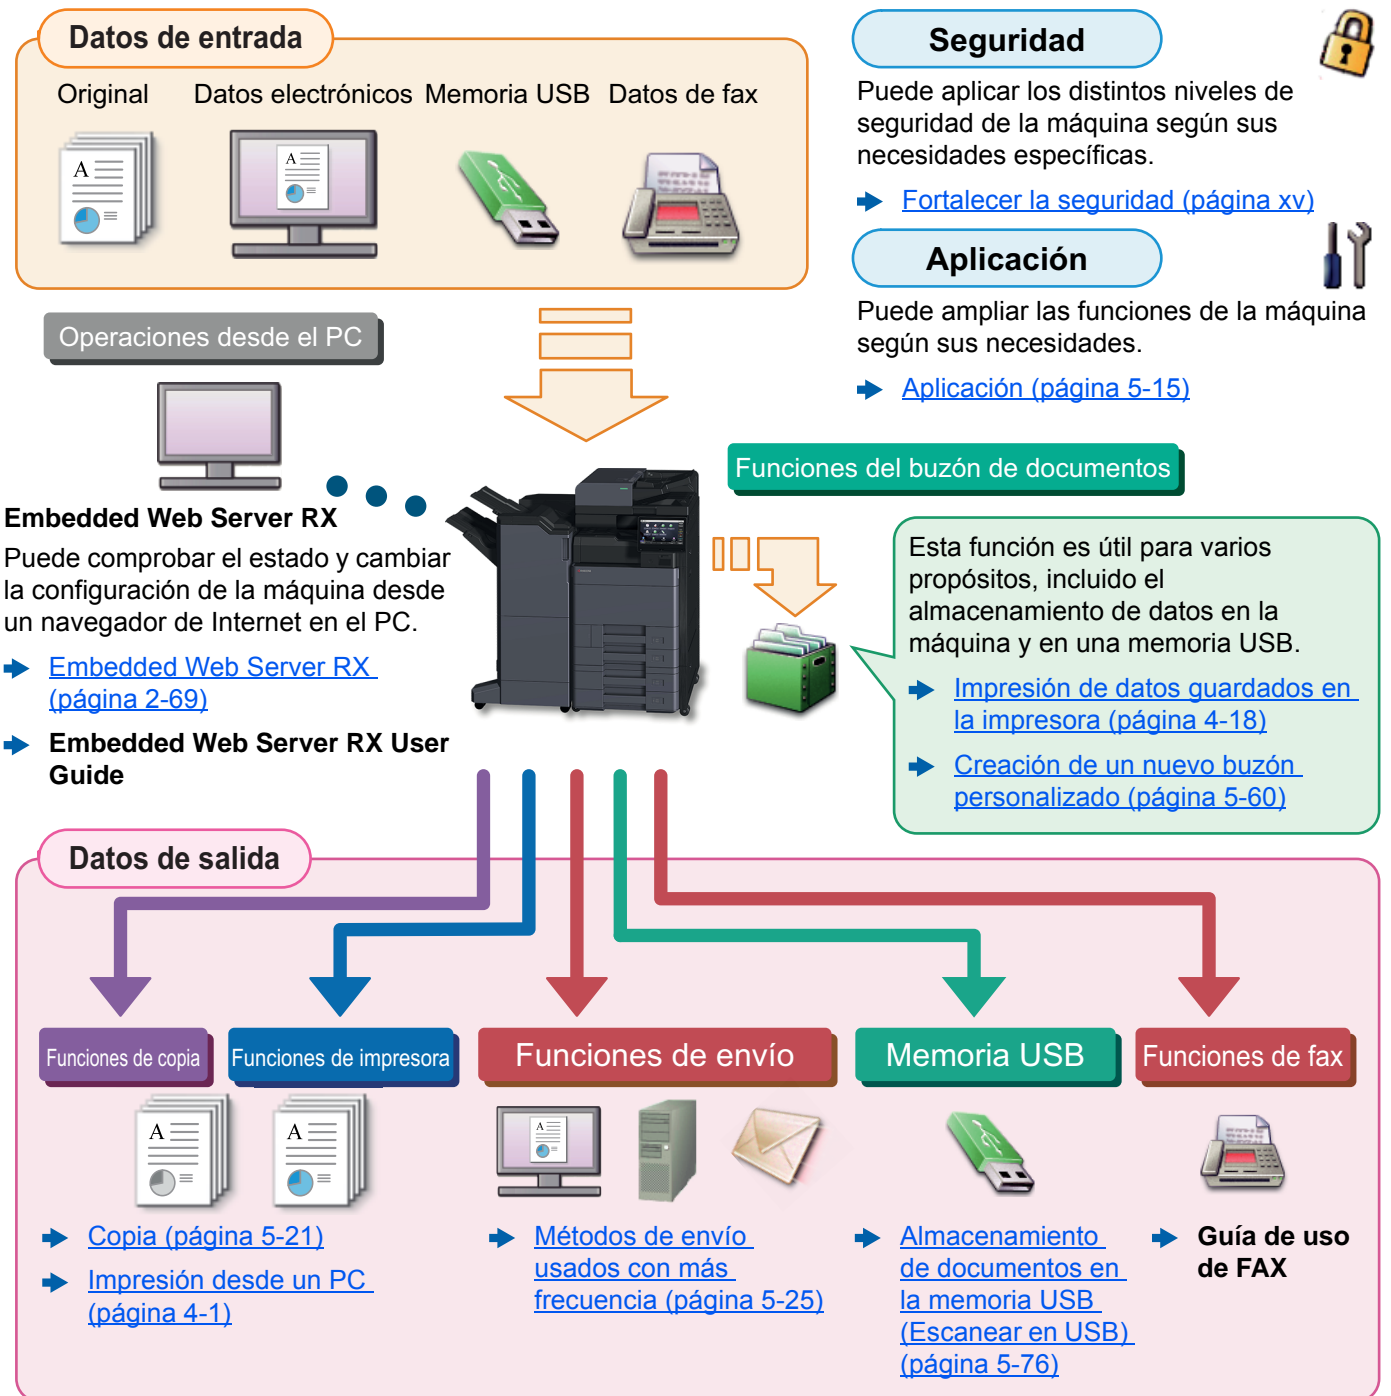 Datos de entrada
Original
Datos electrónicos
Memoria USB
Datos de fax
Seguridad
Puede aplicar los distintos niveles de
seguridad de la máquina según sus
necesidades específicas.
Fortalecer la seguridad (página xv)
Aplicación
Puede ampliar las funciones de la máquina
según sus necesidades.
Aplicación (página 5-15)
Operaciones desde el PC
Embedded Web Server RX
Puede comprobar el estado y cambiar
la configuración de la máquina desde
un navegador de Internet en el PC.
Embedded Web Server RX
(página 2-69)
Embedded Web Server RX User
Guide
Funciones del buzón de documentos
Esta función es útil para varios
propósitos, incluido el
almacenamiento de datos en la
máquina y en una memoria USB.
Impresión de datos guardados en
la impresora (página 4-18)
Creación de un nuevo buzón
personalizado (página 5-60)
Datos de salida
Funciones de copia
Funciones de impresora
Funciones de envío
Memoria USB
Funciones de fax
Copia (página 5-21)
Impresión desde un PC
(página 4-1)
Métodos de envío
usados con más
frecuencia (página 5-25)
Almacenamiento
de documentos en
la memoria USB
(Escanear en USB)
(página 5-76)
Guía de uso
de FAX